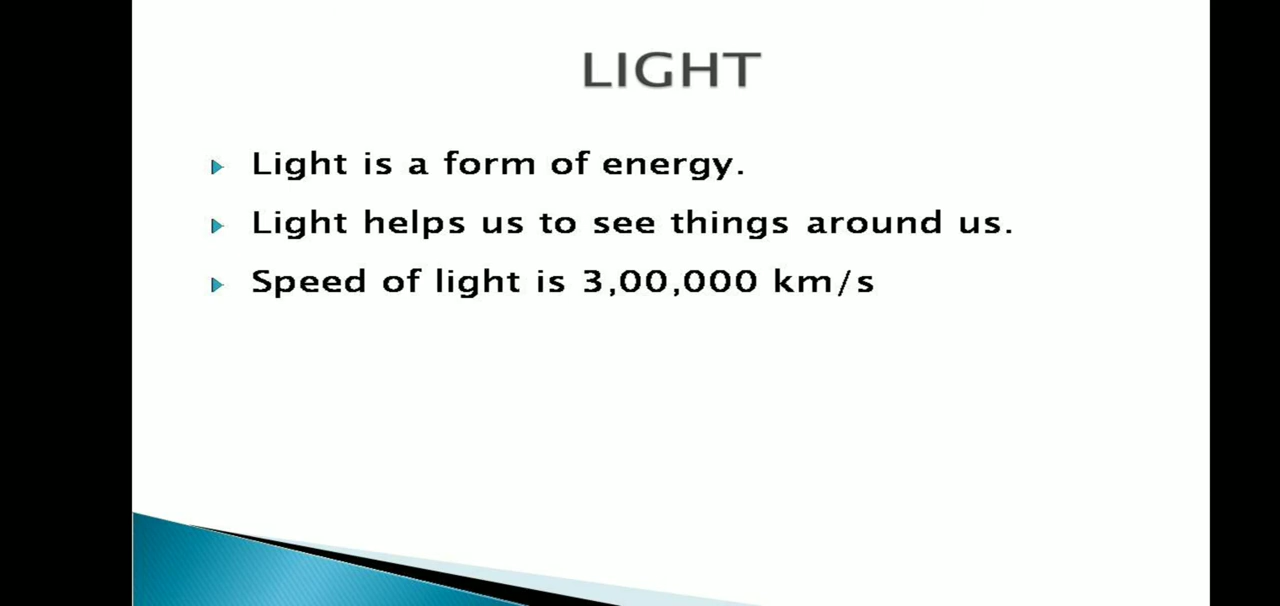 LIGHT
Light is a form of energy.
Light helps us to see things around us.
Speed of light is 3,00,000 km/s